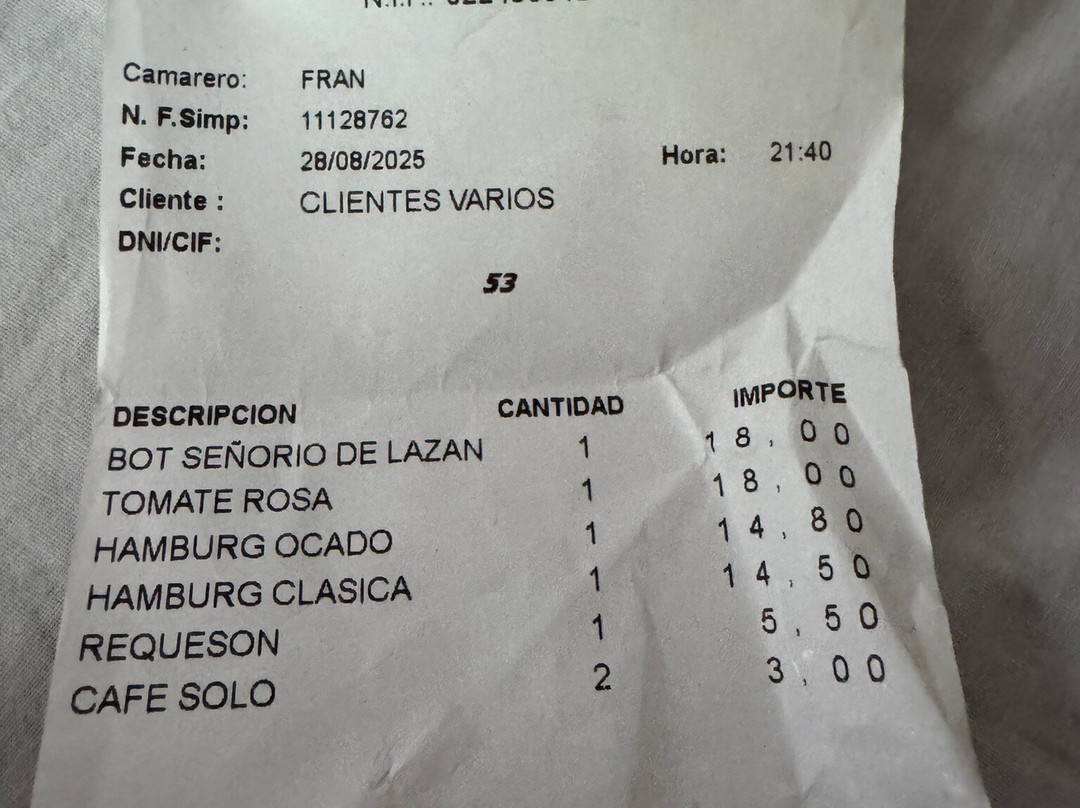 Camarero: FRAN
N. F.Simp: 11128762
Fecha: 28/08/2025 Hora: 21:40
Cliente : CLIENTES VARIOS
DNI/CIF:
53
DESCRIPCION CANTIDAD IMPORTE
BOT SEÑORIO DE LAZAN 1 18,00
TOMATE ROSA 1 18,00
HAMBURG OCADO 1 14,80
HAMBURG CLASICA 1 14,50
REQUESON 1 5,50
CAFE SOLO 2 3,00